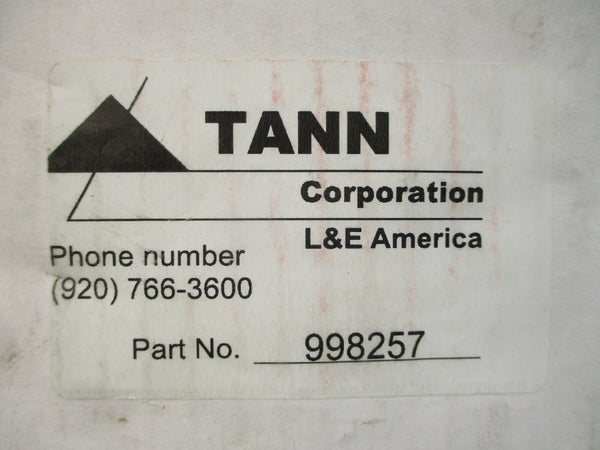 TANN
Corporation
L&E America
Phone number
(920) 766-3600
Part No. 998257